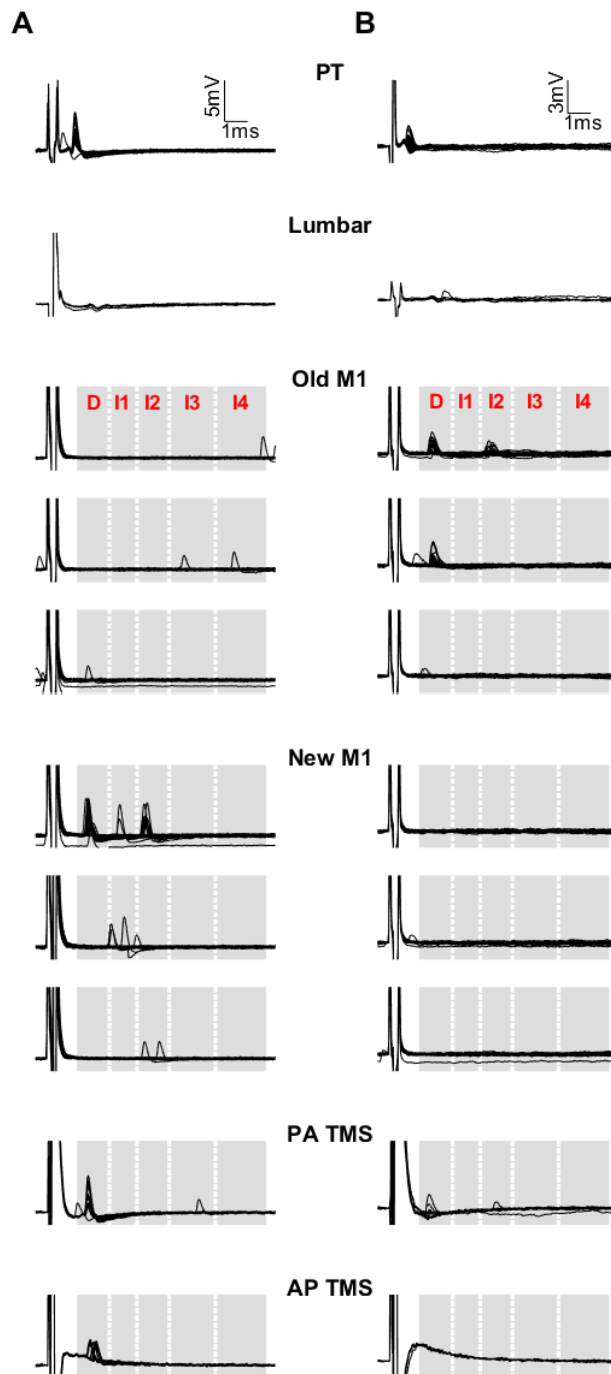 A
B
PT
5mV
1ms
3mV
1ms
Lumbar
Old M1
D I1 I2 I3 I4
D I1 I2 I3 I4
New M1
PA TMS
AP TMS